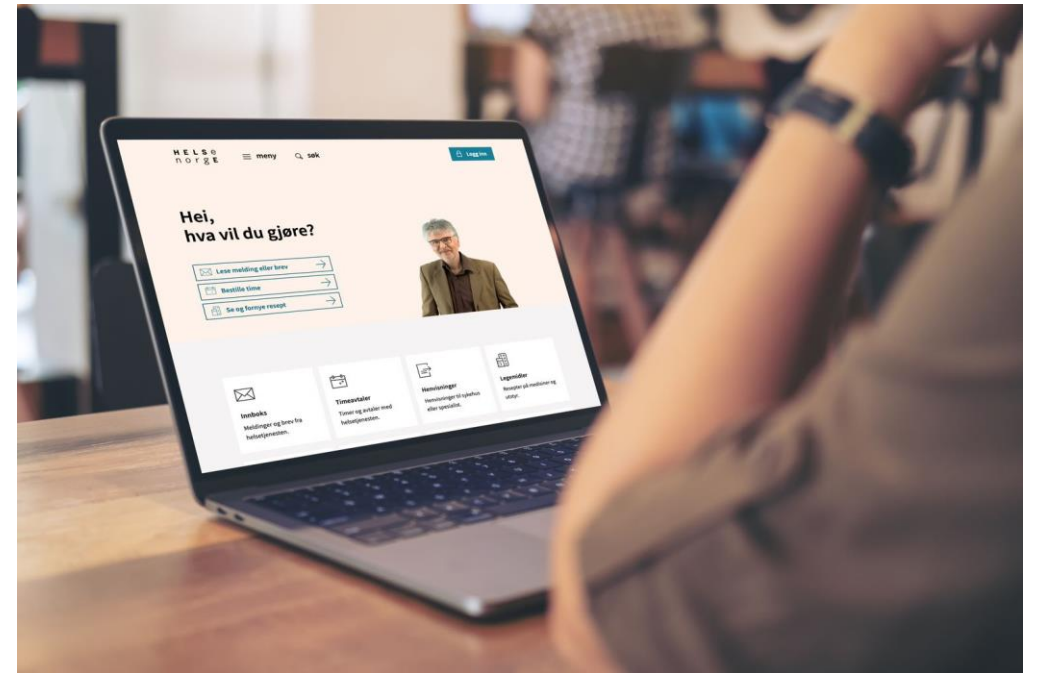 HELSe
norgE
meny
søk
Logg inn
Hei,
hva vil du gjøre?
Lese melding eller brev
Bestille time
Se og fornye resept
Innboks
Meldinger og brev fra
helsetjenesten.
Timeavtaler
Timer og avtaler med
helsetjenesten.
Henvisninger
Henvisninger til sykehus
eller spesialist.
Legemidler
Resepter på medisiner og
utstyr.